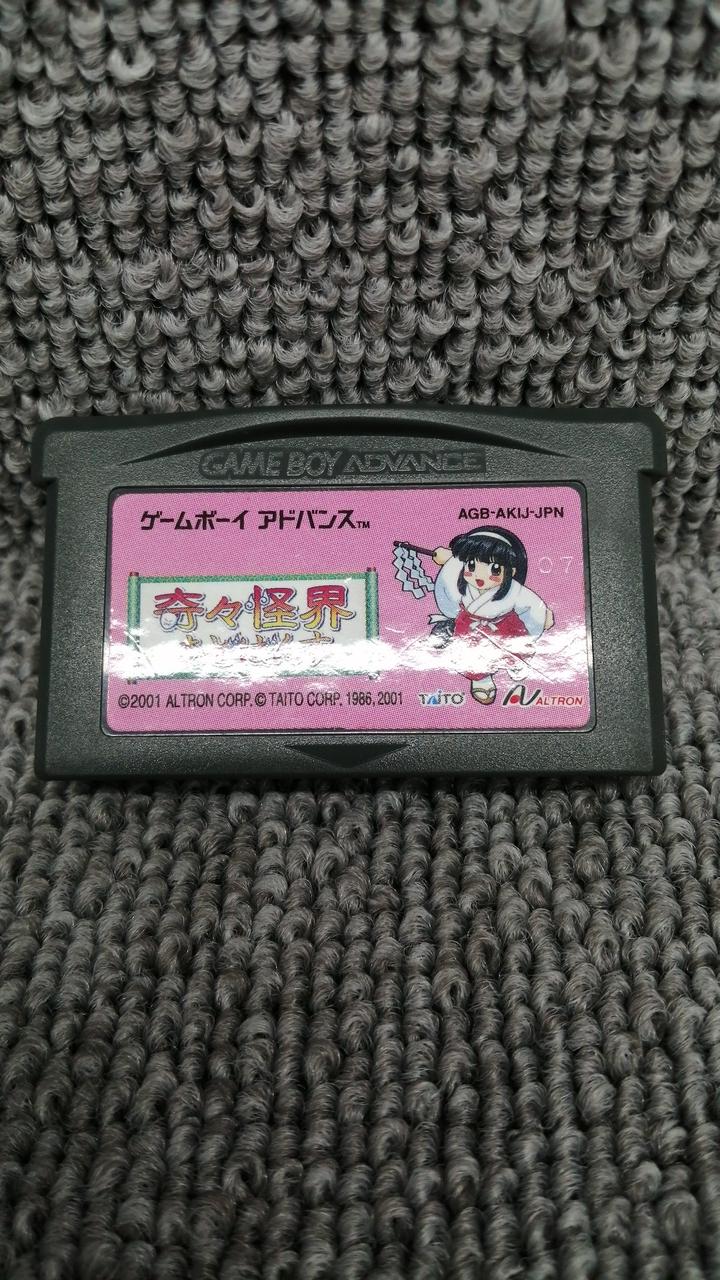 GAME BOY ADVANCE
ゲームボーイ アドバンス™
AGB-AKIJ-JPN
07
奇々怪界
©2001 ALTRON CORP. © TAITO CORP. 1986, 2001
TAITO
ALTRON